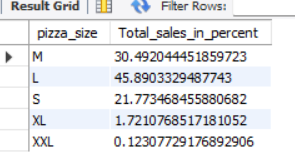 Result Grid Filter Rows:
pizza_size Total_sales_in_percent
M 30.492044451859723
L 45.8903329487743
S 21.773468455880682
XL 1.7210768517181052
XXL 0.12307729176892906